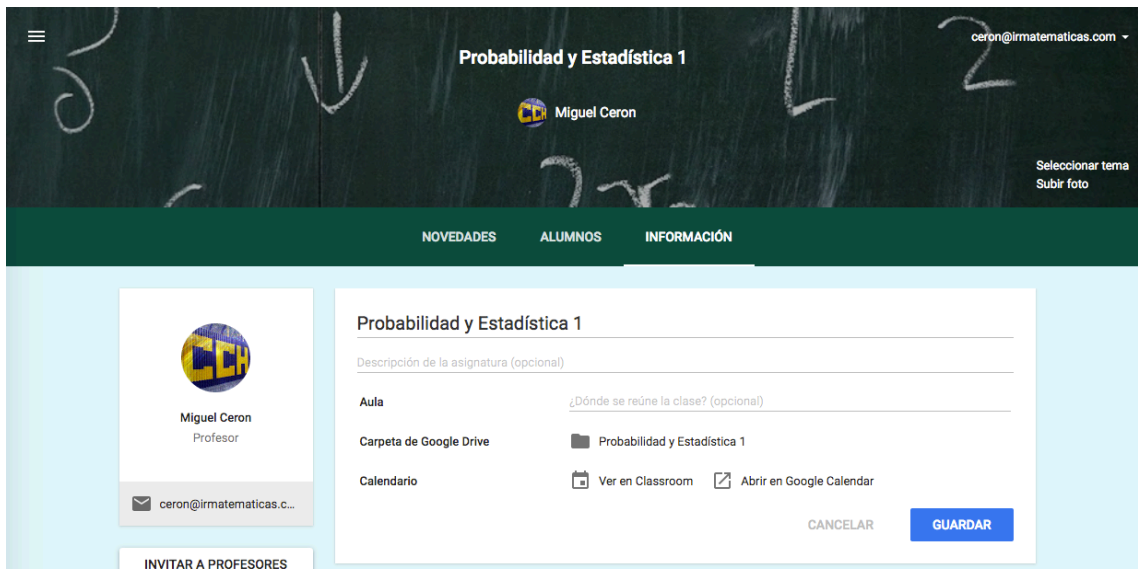 ceron@irmatematicas.com
Probabilidad y Estadística 1
CCH
Miguel Ceron
Seleccionar tema
Subir foto
NOVEDADES ALUMNOS INFORMACIÓN
CCH
Miguel Ceron
Profesor
ceron@irmatematicas.c...
INVITAR A PROFESORES
Probabilidad y Estadística 1
Descripción de la asignatura (opcional)
Aula ¿Dónde se reúne la clase? (opcional)
Carpeta de Google Drive Probabilidad y Estadística 1
Calendario Ver en Classroom Abrir en Google Calendar
CANCELAR GUARDAR